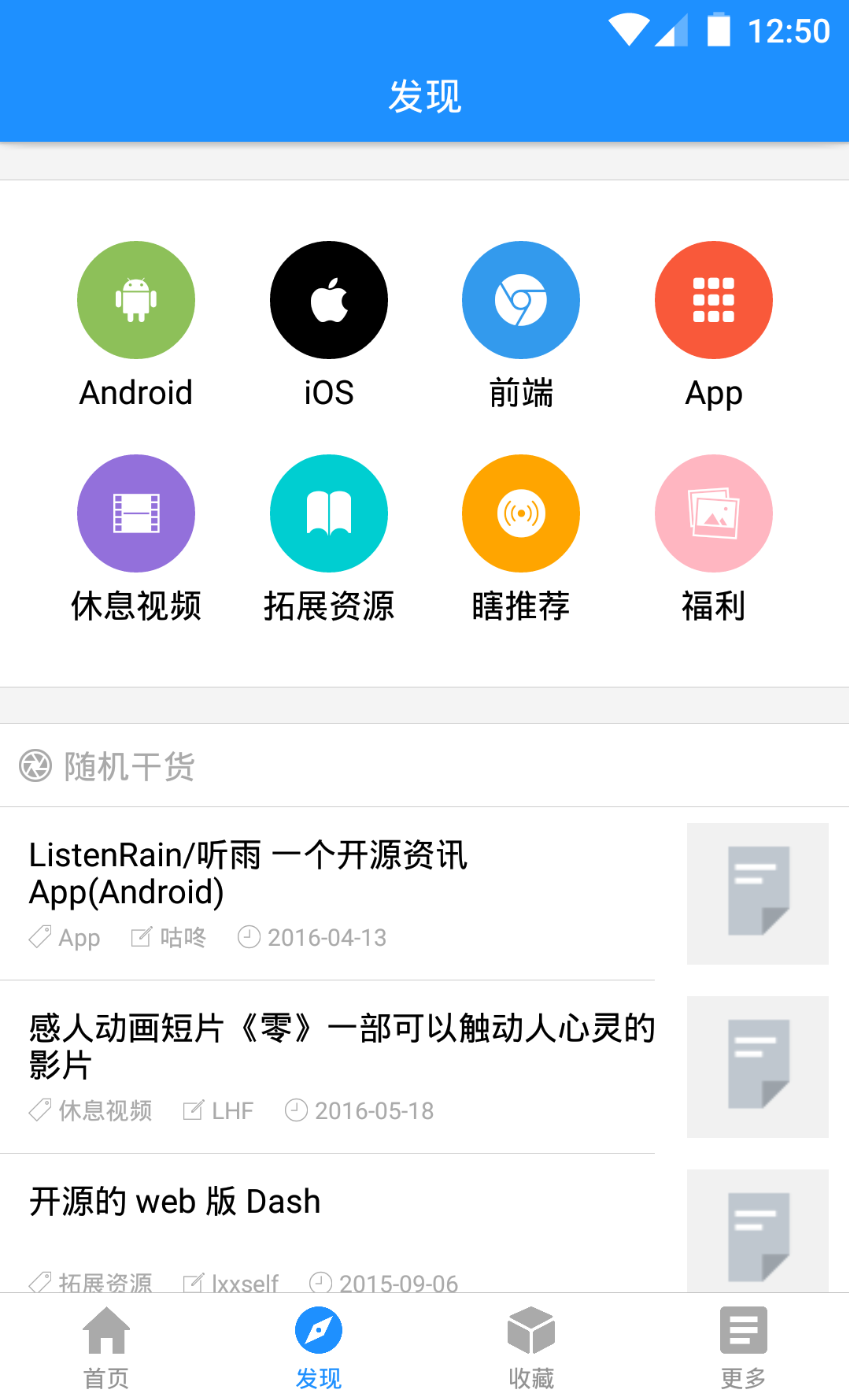 12:50
发现
Android
iOS
前端
App
休息视频
拓展资源
瞎推荐
福利
随机干货
ListenRain/听雨 一个开源资讯
App(Android)
App 咕咚 2016-04-13
感人动画短片《零》一部可以触动人心灵的
影片
休息视频 LHF 2016-05-18
开源的 web 版 Dash
拓展资源 lxxself 2015-09-06
首页
发现
收藏
更多